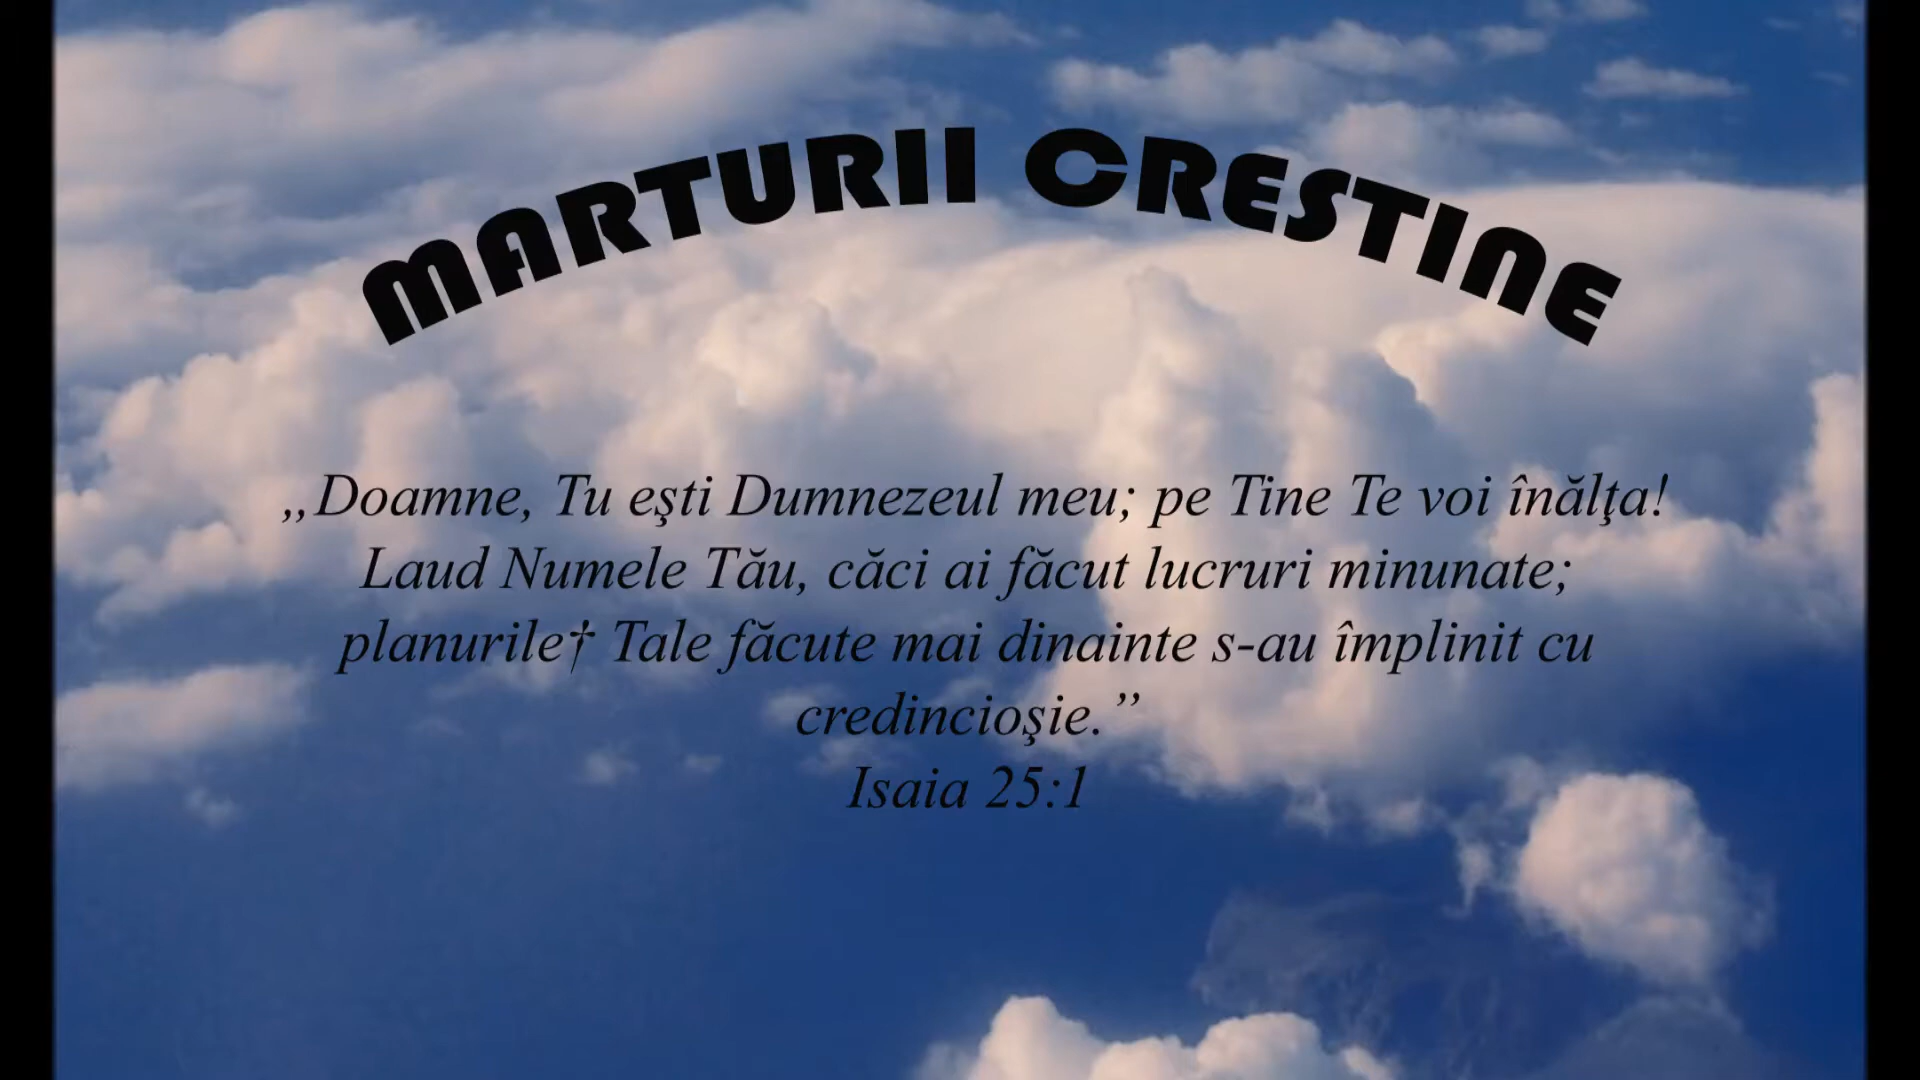 MARTURII CRESTINE
„Doamne, Tu eşti Dumnezeul meu; pe Tine Te voi înălţa!
Laud Numele Tău, căci ai făcut lucruri minunate;
planurile† Tale făcute mai dinainte s-au împlinit cu
credincioşie.”
Isaia 25:1